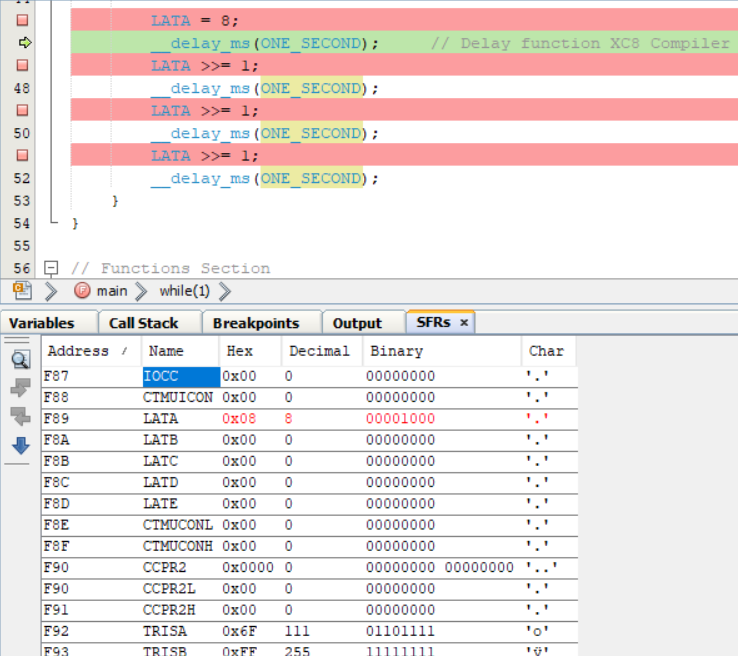 LATA = 8;
__delay_ms(ONE_SECOND);     // Delay function XC8 Compiler
LATA >>= 1;
48 __delay_ms(ONE_SECOND);
LATA >>= 1;
50 __delay_ms(ONE_SECOND);
LATA >>= 1;
52 __delay_ms(ONE_SECOND);
53 }
54 }
55
56 // Functions Section
main while(1)
Variables Call Stack Breakpoints Output SFRs ×
Address / Name Hex Decimal Binary Char
F87 IOCC 0x00 0 00000000 '.'
F88 CTMUICON 0x00 0 00000000 '.'
F89 LATA 0x08 8 00001000 '.'
F8A LATB 0x00 0 00000000 '.'
F8B LATC 0x00 0 00000000 '.'
F8C LATD 0x00 0 00000000 '.'
F8D LATE 0x00 0 00000000 '.'
F8E CTMUCONL 0x00 0 00000000 '.'
F8F CTMUCONH 0x00 0 00000000 '.'
F90 CCPR2 0x0000 0 00000000 00000000 '..'
F90 CCPR2L 0x00 0 00000000 '.'
F91 CCPR2H 0x00 0 00000000 '.'
F92 TRISA 0x6F 111 01101111 'o'
F93 TRISB 0xFF 255 11111111 'ÿ'